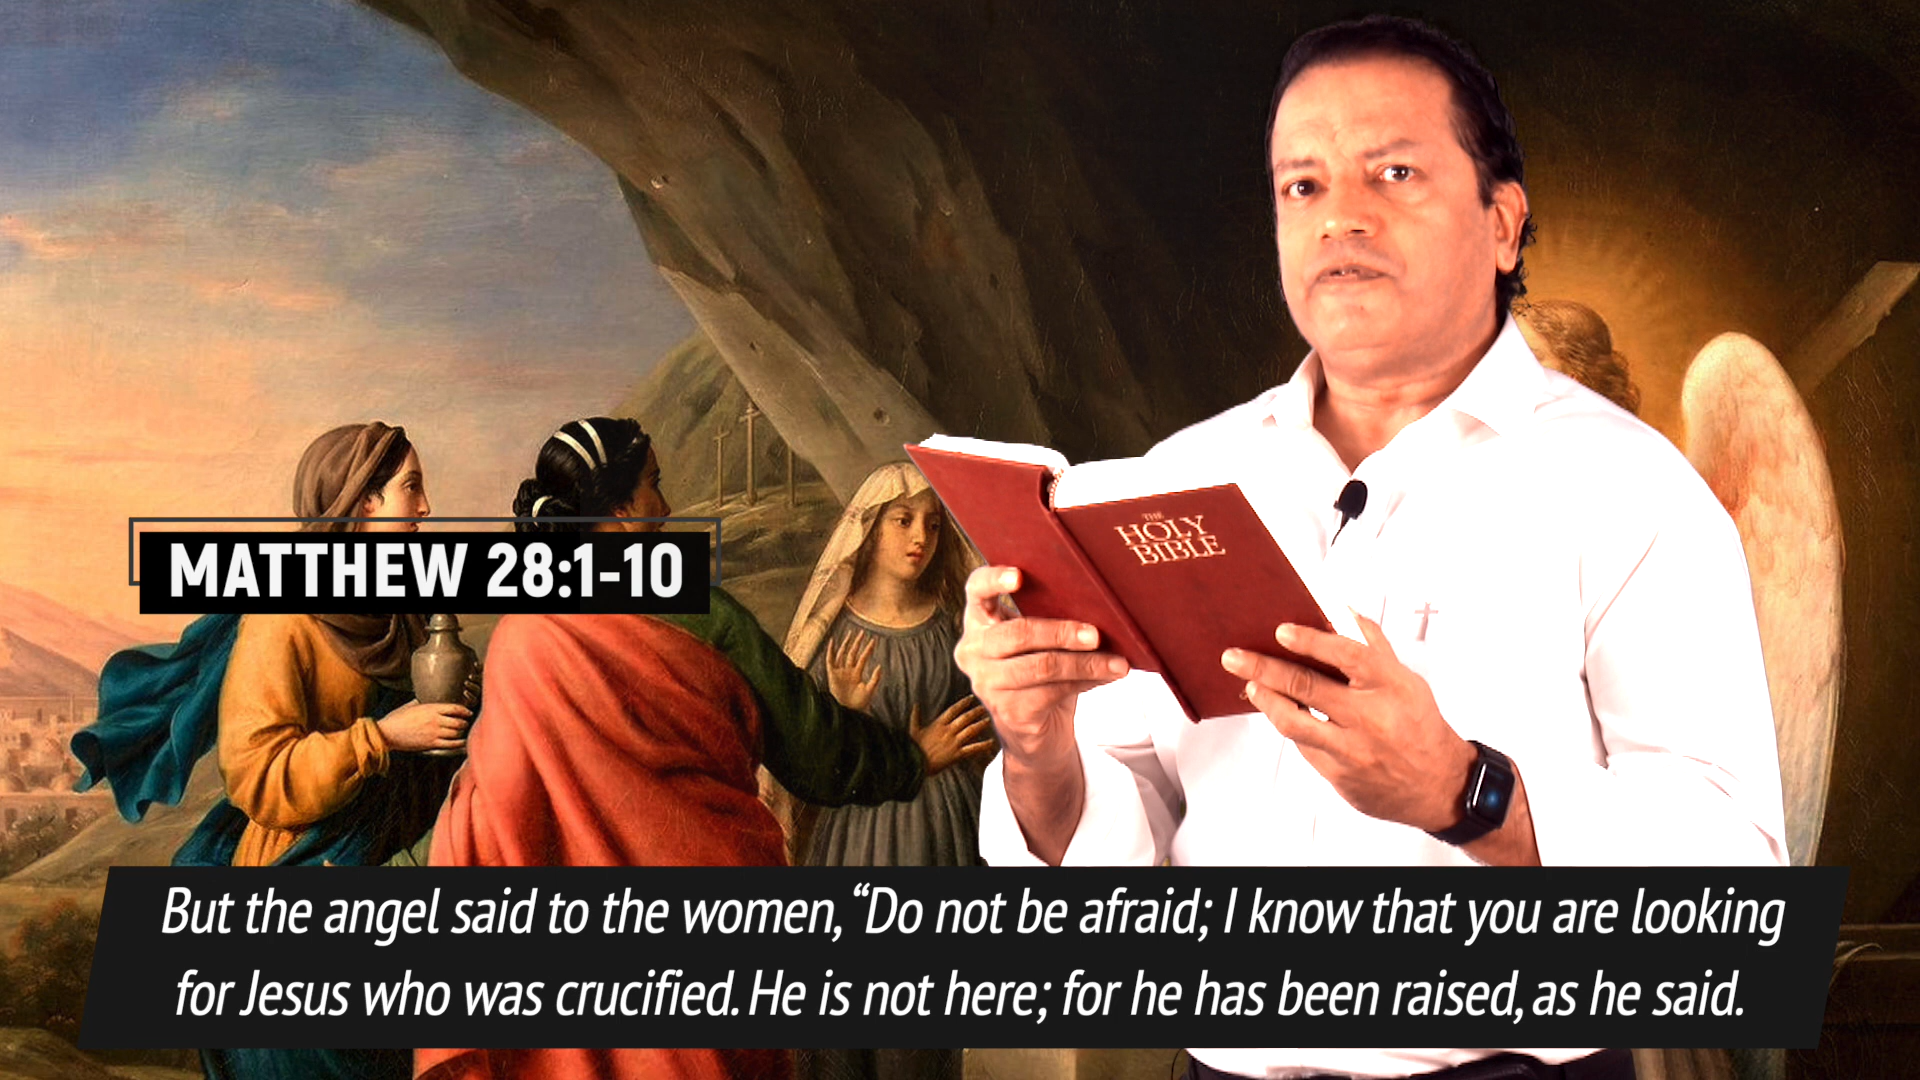 THE
HOLY
BIBLE
MATTHEW 28:1-10
But the angel said to the women, “Do not be afraid; I know that you are looking
for Jesus who was crucified. He is not here; for he has been raised, as he said.